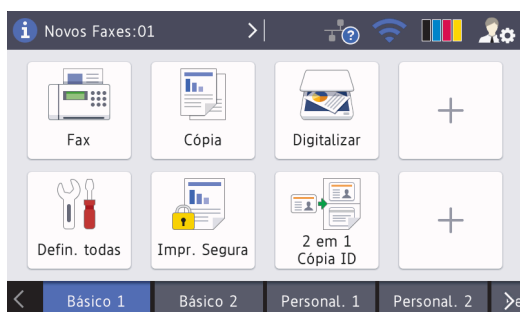 Novos Faxes:01
Fax
Cópia
Digitalizar
Defin. todas
Impr. Segura
2 em 1
Cópia ID
Básico 1
Básico 2
Personal. 1
Personal. 2